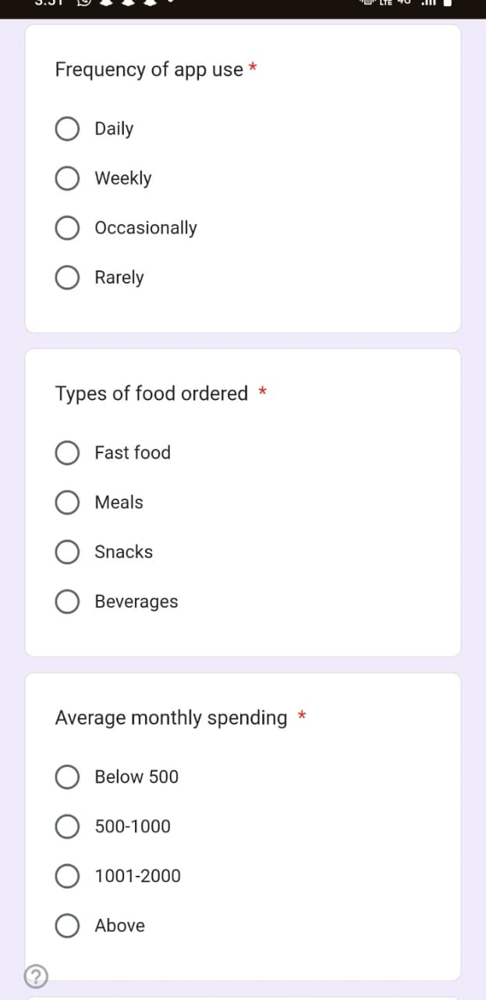 Frequency of app use *
Daily
Weekly
Occasionally
Rarely
Types of food ordered *
Fast food
Meals
Snacks
Beverages
Average monthly spending *
Below 500
500-1000
1001-2000
Above
?